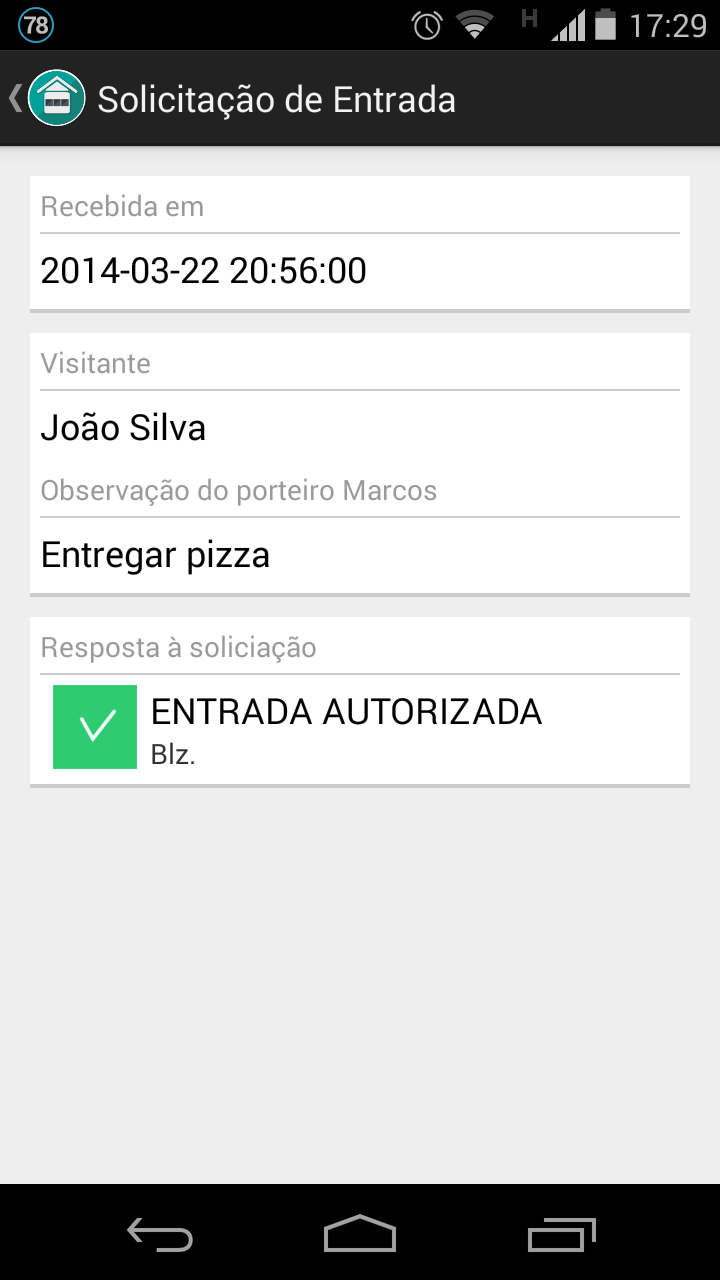 78 H 17:29
Solicitação de Entrada
Recebida em
2014-03-22 20:56:00
Visitante
João Silva
Observação do porteiro Marcos
Entregar pizza
Resposta à soliciação
ENTRADA AUTORIZADA
Blz.